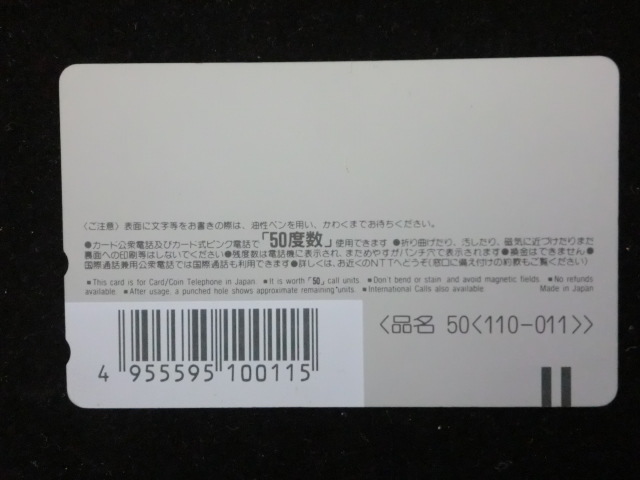 〈ご注意〉表面に文字等をお書きの際は、油性ペンを用い、かわくまでお待ちください。
●カード公衆電話及びカード式ピンク電話で「50度数」使用できます ●折り曲げたり、汚したり、磁気に近づけたりまた
裏面への印刷等はしないでください ●残度数は電話機に表示され、まためやすがパンチ穴で表示されます ●換金はできません ●
国際通話兼用公衆電話では国際通話も利用できます ●詳しくは、お近くのNTTへどうぞ(窓口に備え付けの約款もご覧ください)
■ This card is for Card/Coin Telephone in Japan. ■ It is worth「50」call units. ■ Don't bend or stain and avoid magnetic fields. ■ No refunds
available. ■ After usage, a punched hole shows approximate remaining units. ■ International Calls also available. Made in Japan
〈品名 50〈110-011〉〉
4 955595 100115